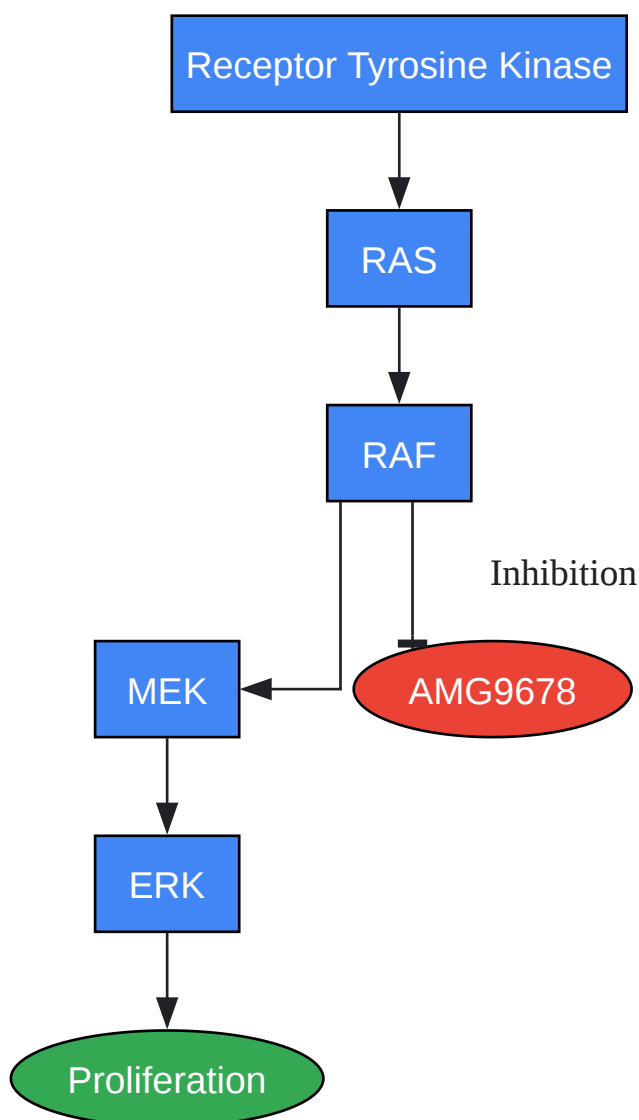 Receptor Tyrosine Kinase
RAS
RAF
Inhibition
MEK
AMG9678
ERK
Proliferation